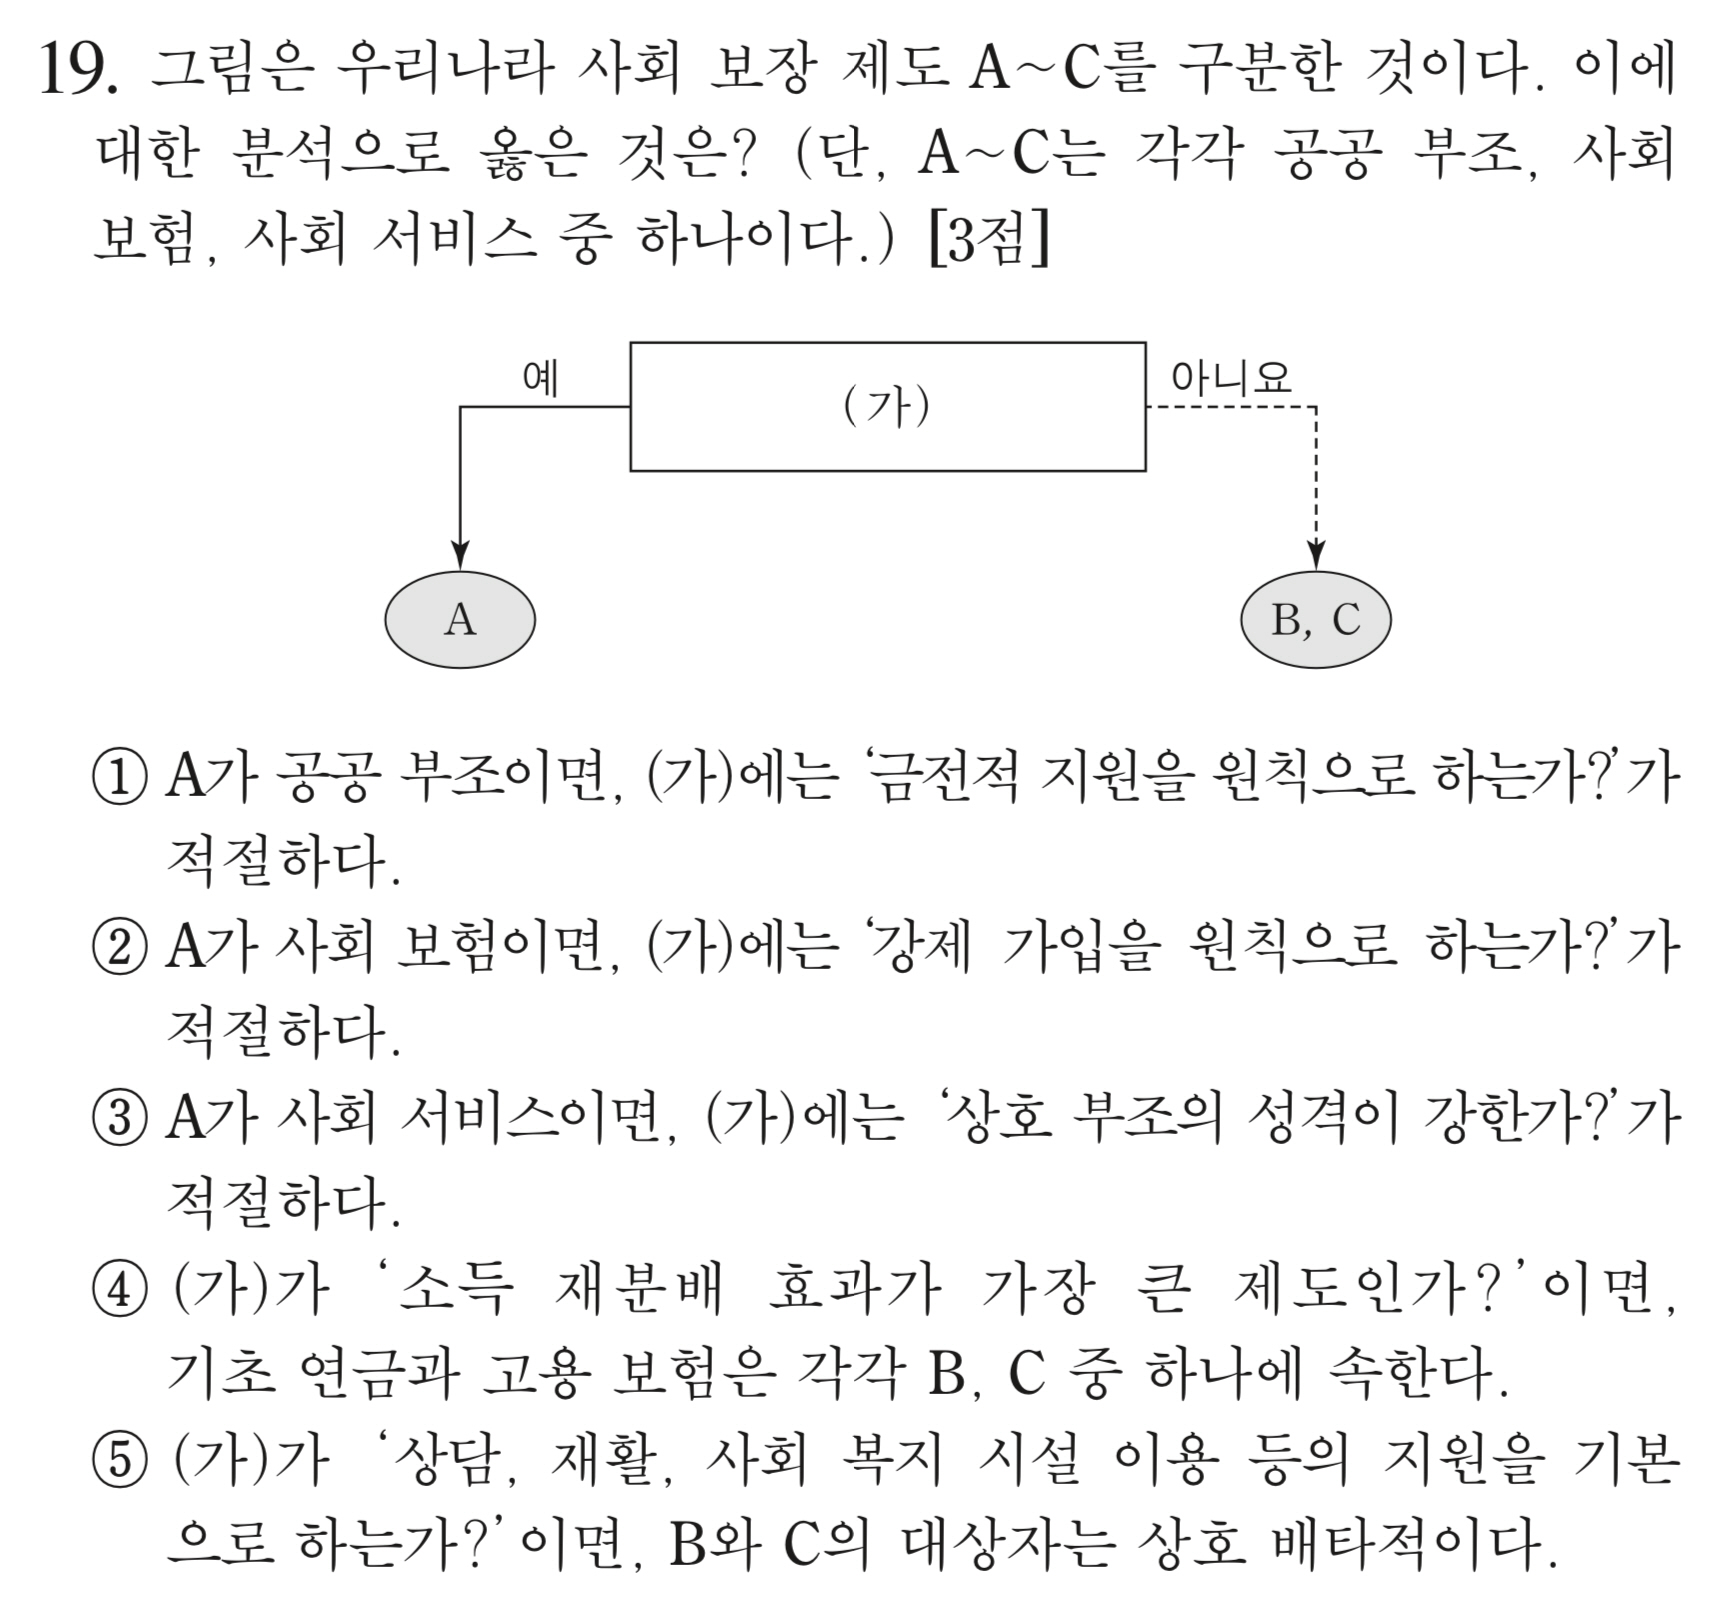 19. 그림은 우리나라 사회 보장 제도 A~C를 구분한 것이다. 이에
대한 분석으로 옳은 것은? (단, A~C는 각각 공공 부조, 사회
보험, 사회 서비스 중 하나이다.) [3점]
예
(가)
아니요
A
B, C
① A가 공공 부조이면, (가)에는 ‘금전적 지원을 원칙으로 하는가?’가
적절하다.
② A가 사회 보험이면, (가)에는 ‘강제 가입을 원칙으로 하는가?’가
적절하다.
③ A가 사회 서비스이면, (가)에는 ‘상호 부조의 성격이 강한가?’가
적절하다.
④ (가)가 ‘소득 재분배 효과가 가장 큰 제도인가?’이면,
기초 연금과 고용 보험은 각각 B, C 중 하나에 속한다.
⑤ (가)가 ‘상담, 재활, 사회 복지 시설 이용 등의 지원을 기본
으로 하는가?’이면, B와 C의 대상자는 상호 배타적이다.